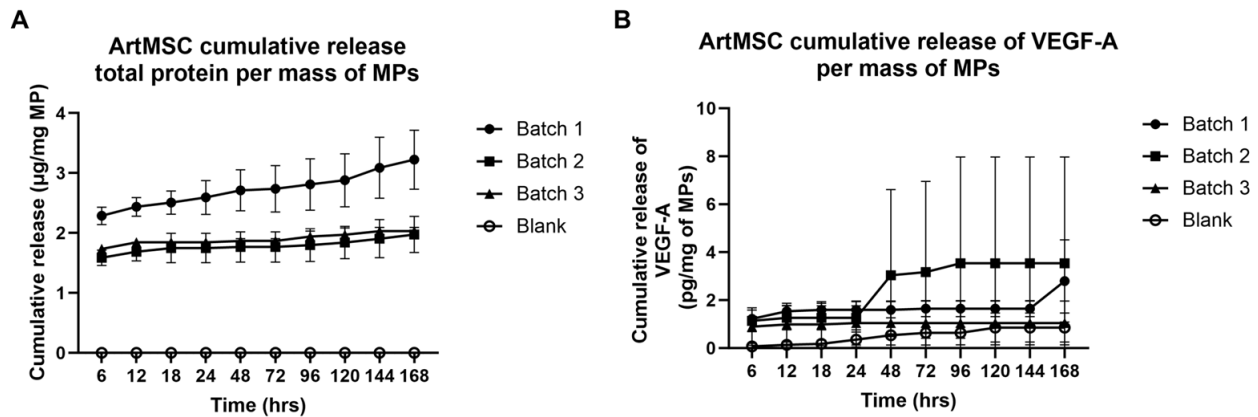 A
ArtMSC cumulative release
total protein per mass of MPs
Cumulative release (µg/mg MP)
4
3
2
1
0
6 12 18 24 48 72 96 120 144 168
Time (hrs)
Batch 1
Batch 2
Batch 3
Blank
B
ArtMSC cumulative release of VEGF-A
per mass of MPs
Cumulative release of
VEGF-A
(pg/mg of MPs)
10
8
6
4
2
0
6 12 18 24 48 72 96 120 144 168
Time (hrs)
Batch 1
Batch 2
Batch 3
Blank